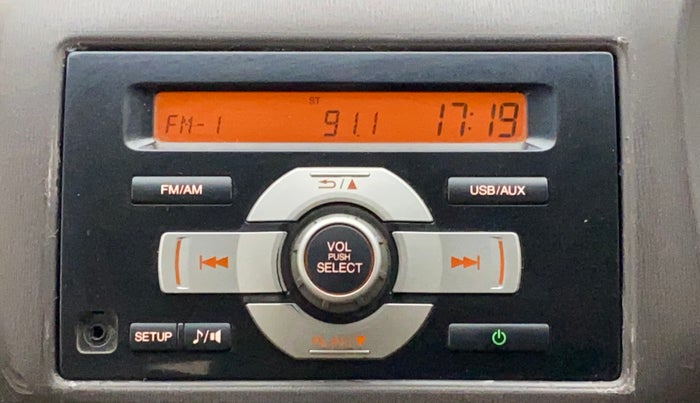 ST
FM-1 91.1 17:19
FM/AM
USB/AUX
VOL
PUSH
SELECT
SETUP